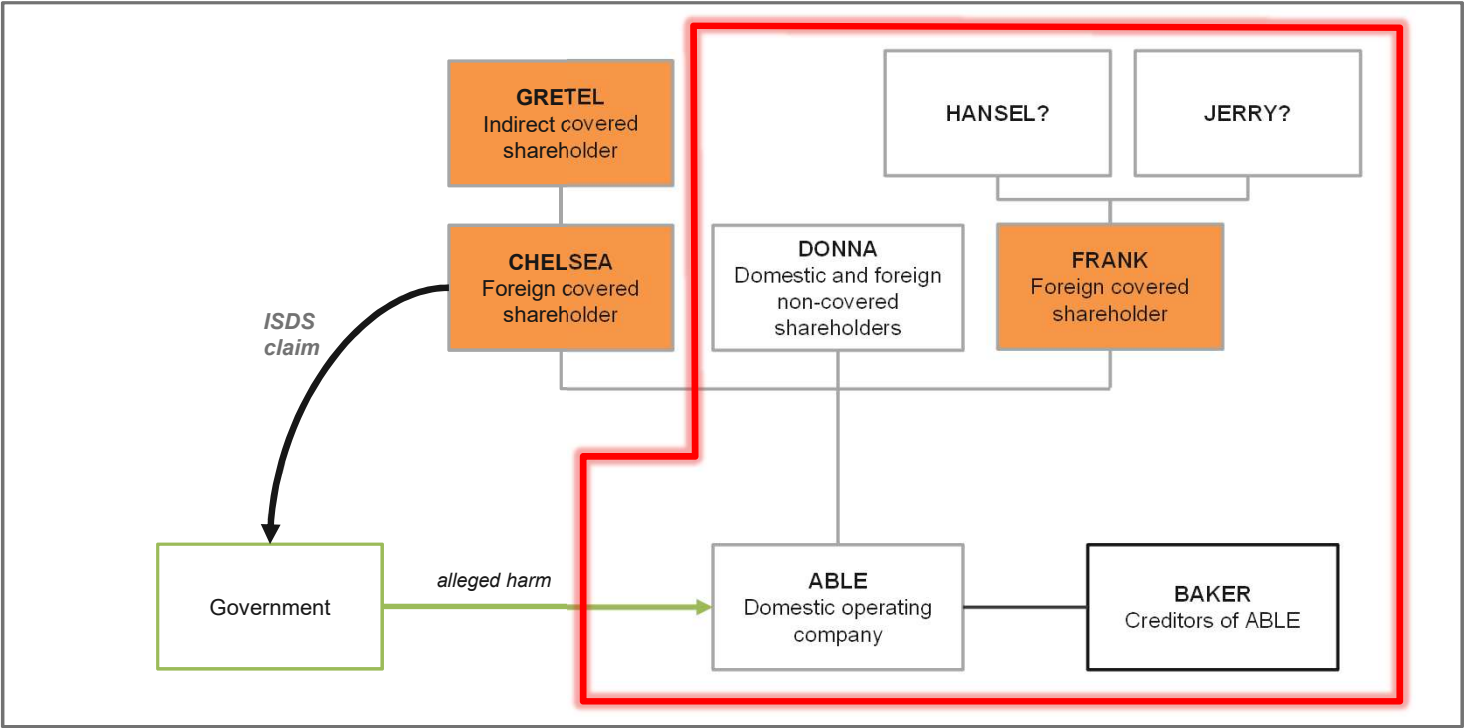 GRETEL
Indirect covered
shareholder
HANSEL?
JERRY?
CHELSEA
Foreign covered
shareholder
DONNA
Domestic and foreign
non-covered
shareholders
FRANK
Foreign covered
shareholder
ISDS
claim
Government
alleged harm
ABLE
Domestic operating
company
BAKER
Creditors of ABLE